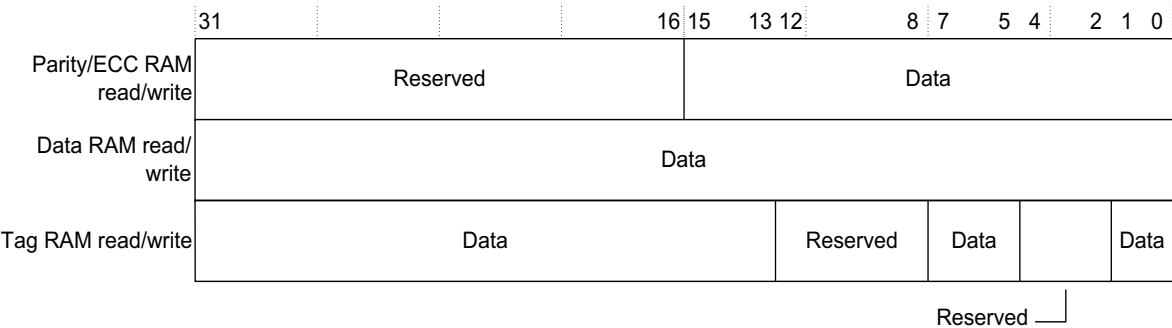 31 16 15 13 12 8 7 5 4 2 1 0
Parity/ECC RAM
read/write
Reserved
Data
Data RAM read/
write
Data
Tag RAM read/write
Data
Reserved
Data
Data
Reserved